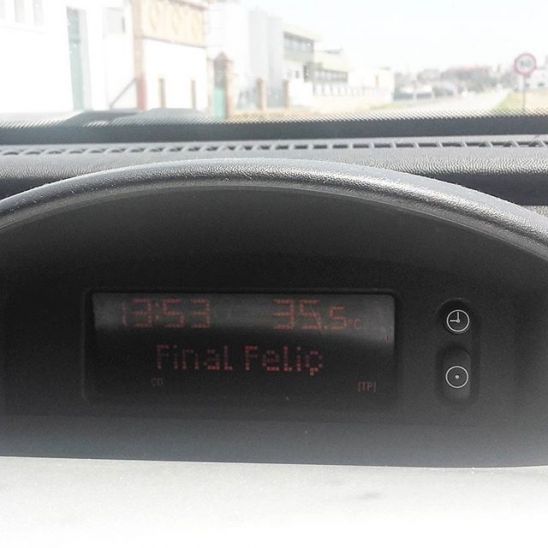 13:53 35.5°C
Final Feliç
CD [TP]